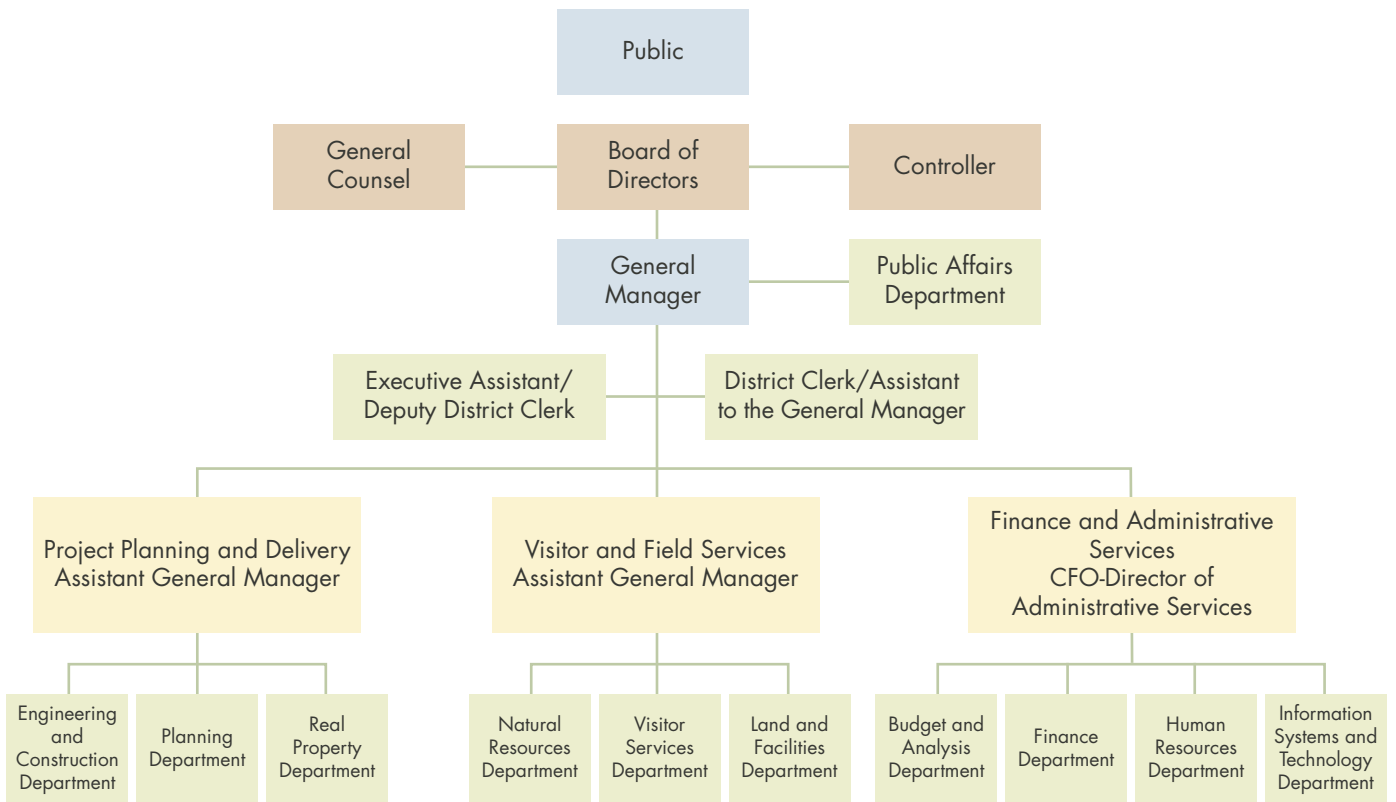 Public
General
Counsel
Board of
Directors
Controller
General
Manager
Public Affairs
Department
Executive Assistant/
Deputy District Clerk
District Clerk/Assistant
to the General Manager
Project Planning and Delivery
Assistant General Manager
Visitor and Field Services
Assistant General Manager
Finance and Administrative
Services
CFO-Director of
Administrative Services
Engineering
and
Construction
Department
Planning
Department
Real
Property
Department
Natural
Resources
Department
Visitor
Services
Department
Land and
Facilities
Department
Budget and
Analysis
Department
Finance
Department
Human
Resources
Department
Information
Systems and
Technology
Department